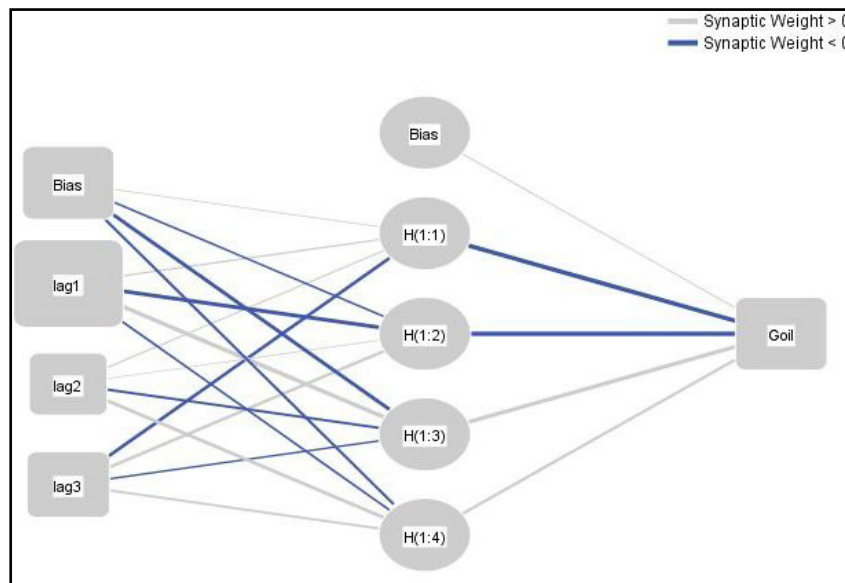 Synaptic Weight > 0
Synaptic Weight < 0
Bias
Bias
H(1:1)
lag1
H(1:2)
Goil
lag2
H(1:3)
lag3
H(1:4)